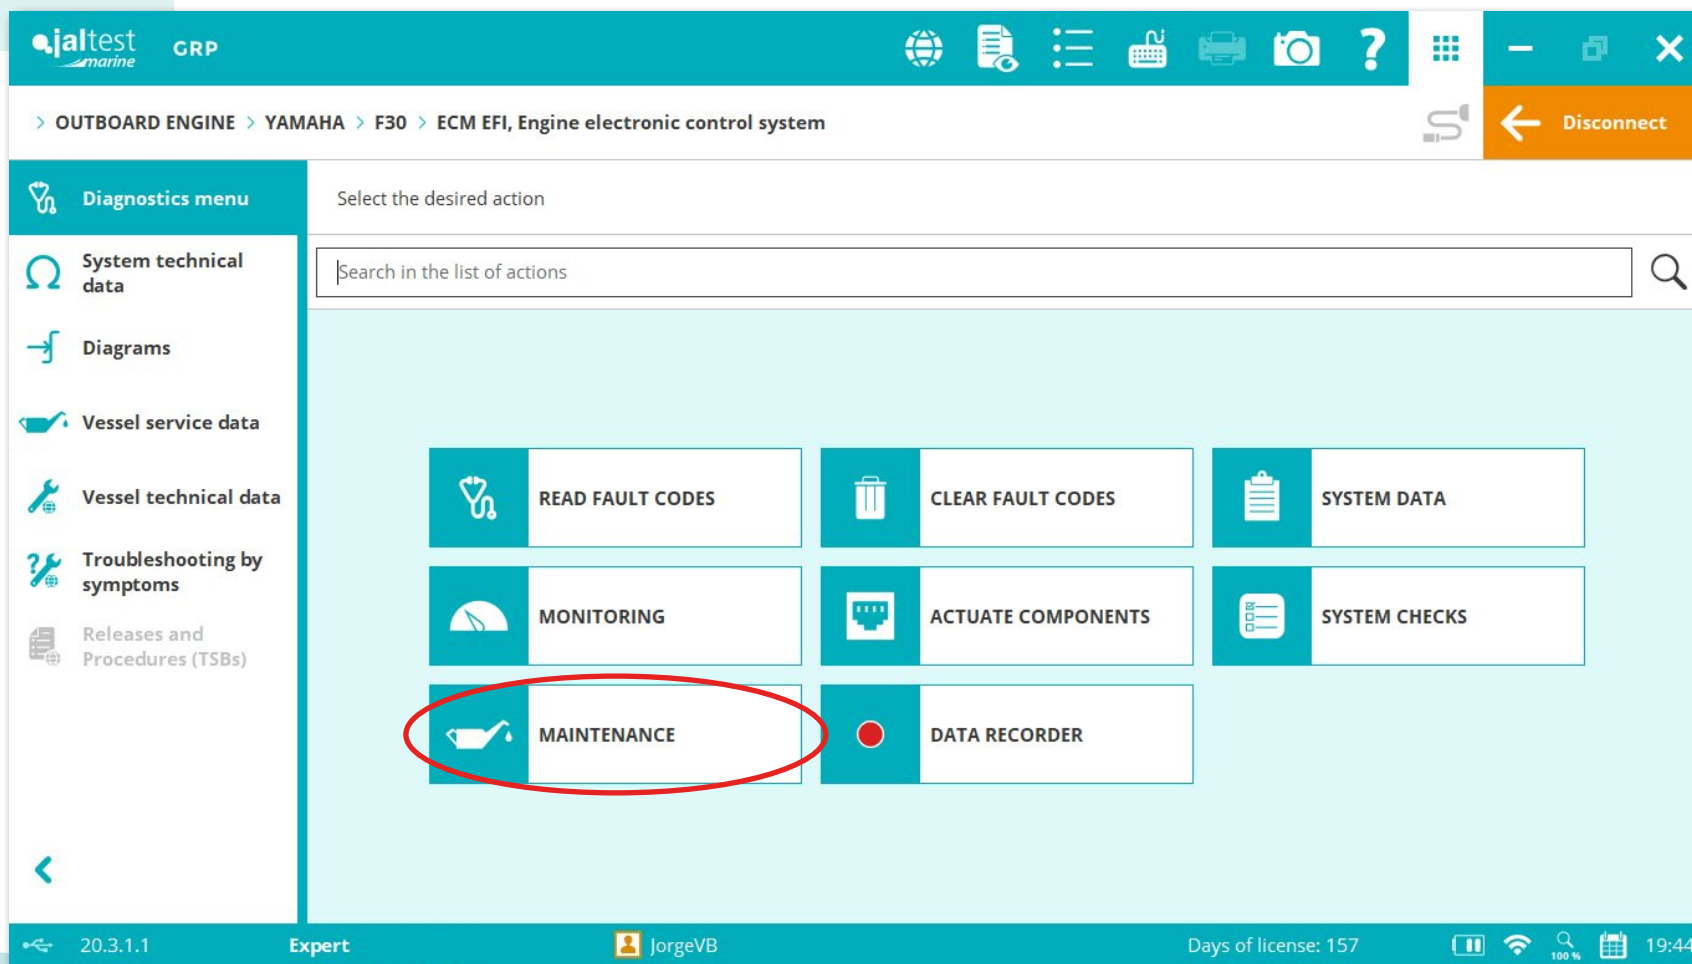 jaltest
marine
GRP
?
> OUTBOARD ENGINE > YAMAHA > F30 > ECM EFI, Engine electronic control system
Disconnect
Diagnostics menu
Select the desired action
System technical
data
Search in the list of actions
Diagrams
Vessel service data
Vessel technical data
Troubleshooting by
symptoms
Releases and
Procedures (TSBs)
READ FAULT CODES
CLEAR FAULT CODES
SYSTEM DATA
MONITORING
ACTUATE COMPONENTS
SYSTEM CHECKS
MAINTENANCE
DATA RECORDER
20.3.1.1
Expert
JorgeVB
Days of license: 157
100 %
19:44